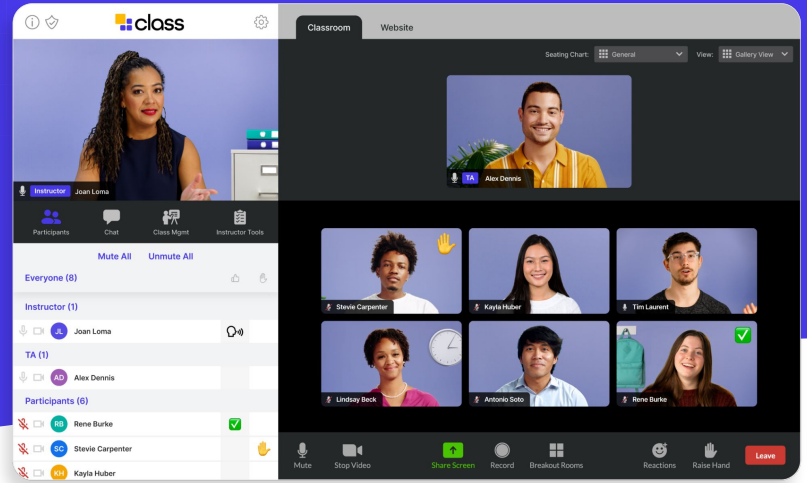 class
Instructor Joan Loma
Participants Chat Class Mgmt Instructor Tools
Mute All Unmute All
Everyone (8)
Instructor (1)
JL Joan Loma
TA (1)
AD Alex Dennis
Participants (6)
RB Rene Burke
SC Stevie Carpenter
KH Kayla Huber
Classroom Website
Seating Chart: General View: Gallery View
TA Alex Dennis
Stevie Carpenter Kayla Huber Tim Laurent
Lindsay Beck Antonio Soto Rene Burke
Mute Stop Video Share Screen Record Breakout Rooms Reactions Raise Hand Leave